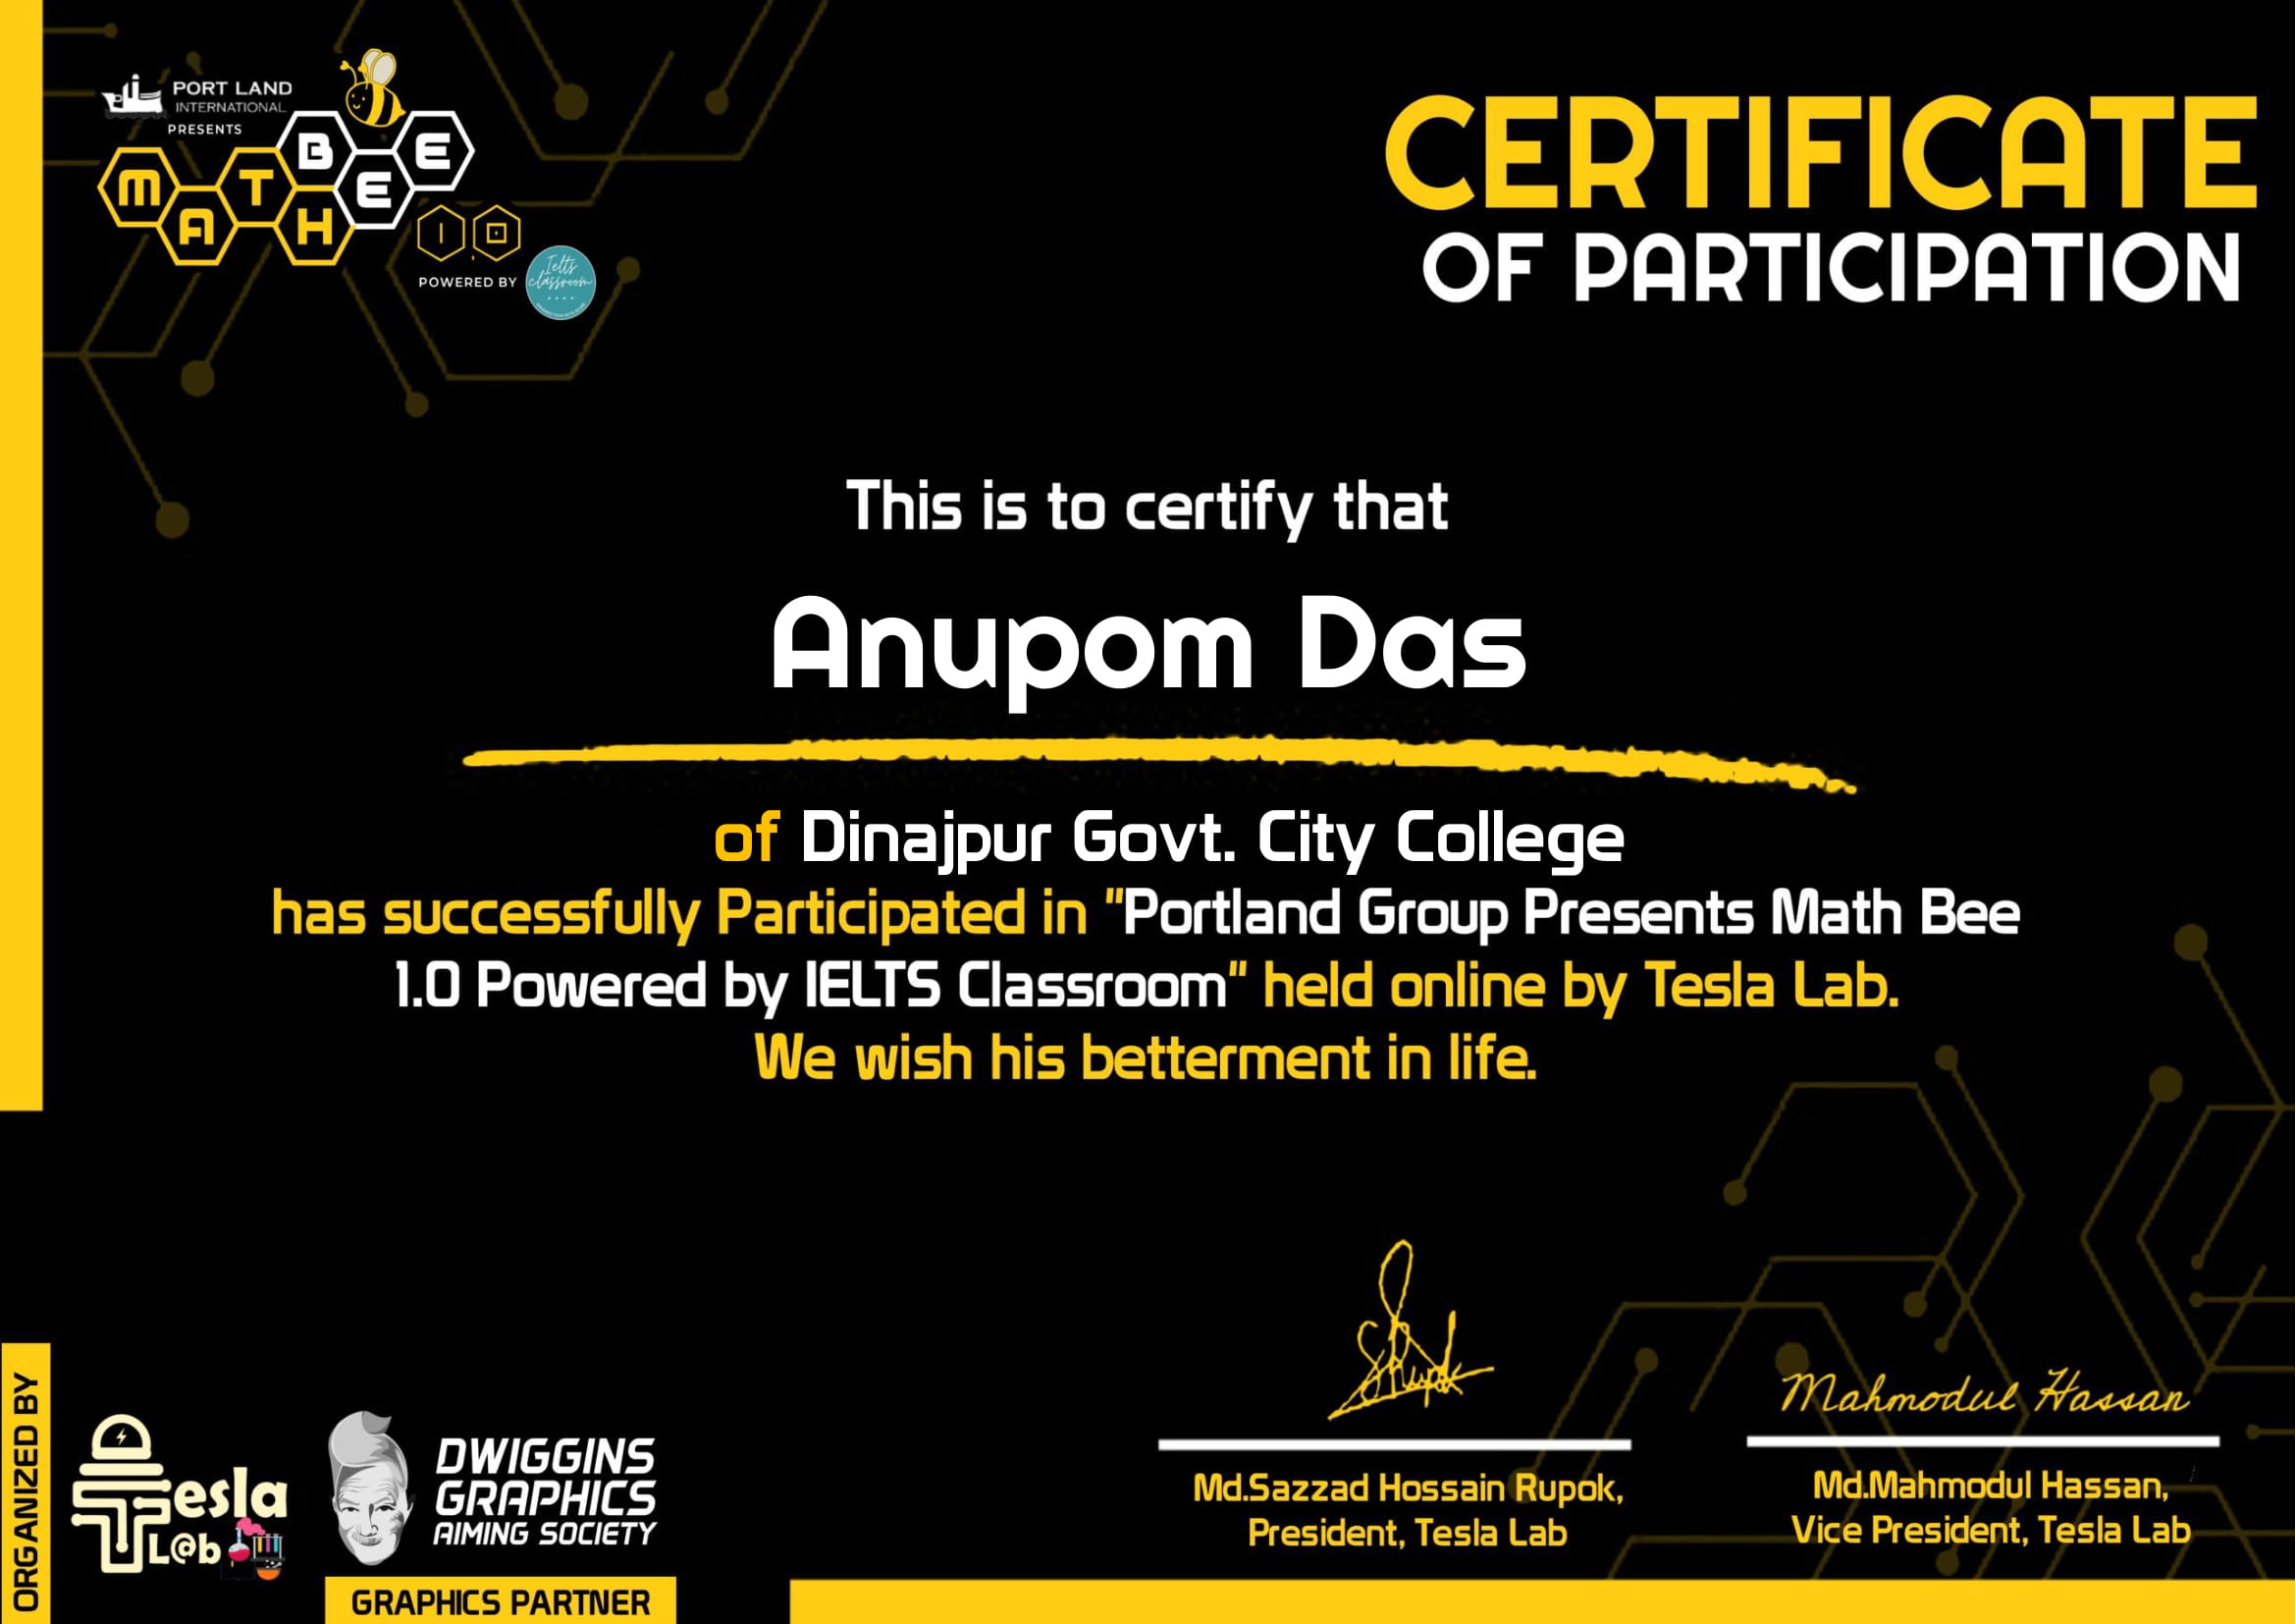 PORT LAND
INTERNATIONAL
PRESENTS
MATH BEE
1.0
POWERED BY
Ielts
classroom
CERTIFICATE
OF PARTICIPATION
This is to certify that
Anupom Das
of Dinajpur Govt. City College
has successfully Participated in "Portland Group Presents Math Bee
1.0 Powered by IELTS Classroom" held online by Tesla Lab.
We wish his betterment in life.
Mahmodul Hassan
Md.Sazzad Hossain Rupok,
President, Tesla Lab
Md.Mahmodul Hassan,
Vice President, Tesla Lab
ORGANIZED BY
Tesla
L@b
DWIGGINS
GRAPHICS
AIMING SOCIETY
GRAPHICS PARTNER